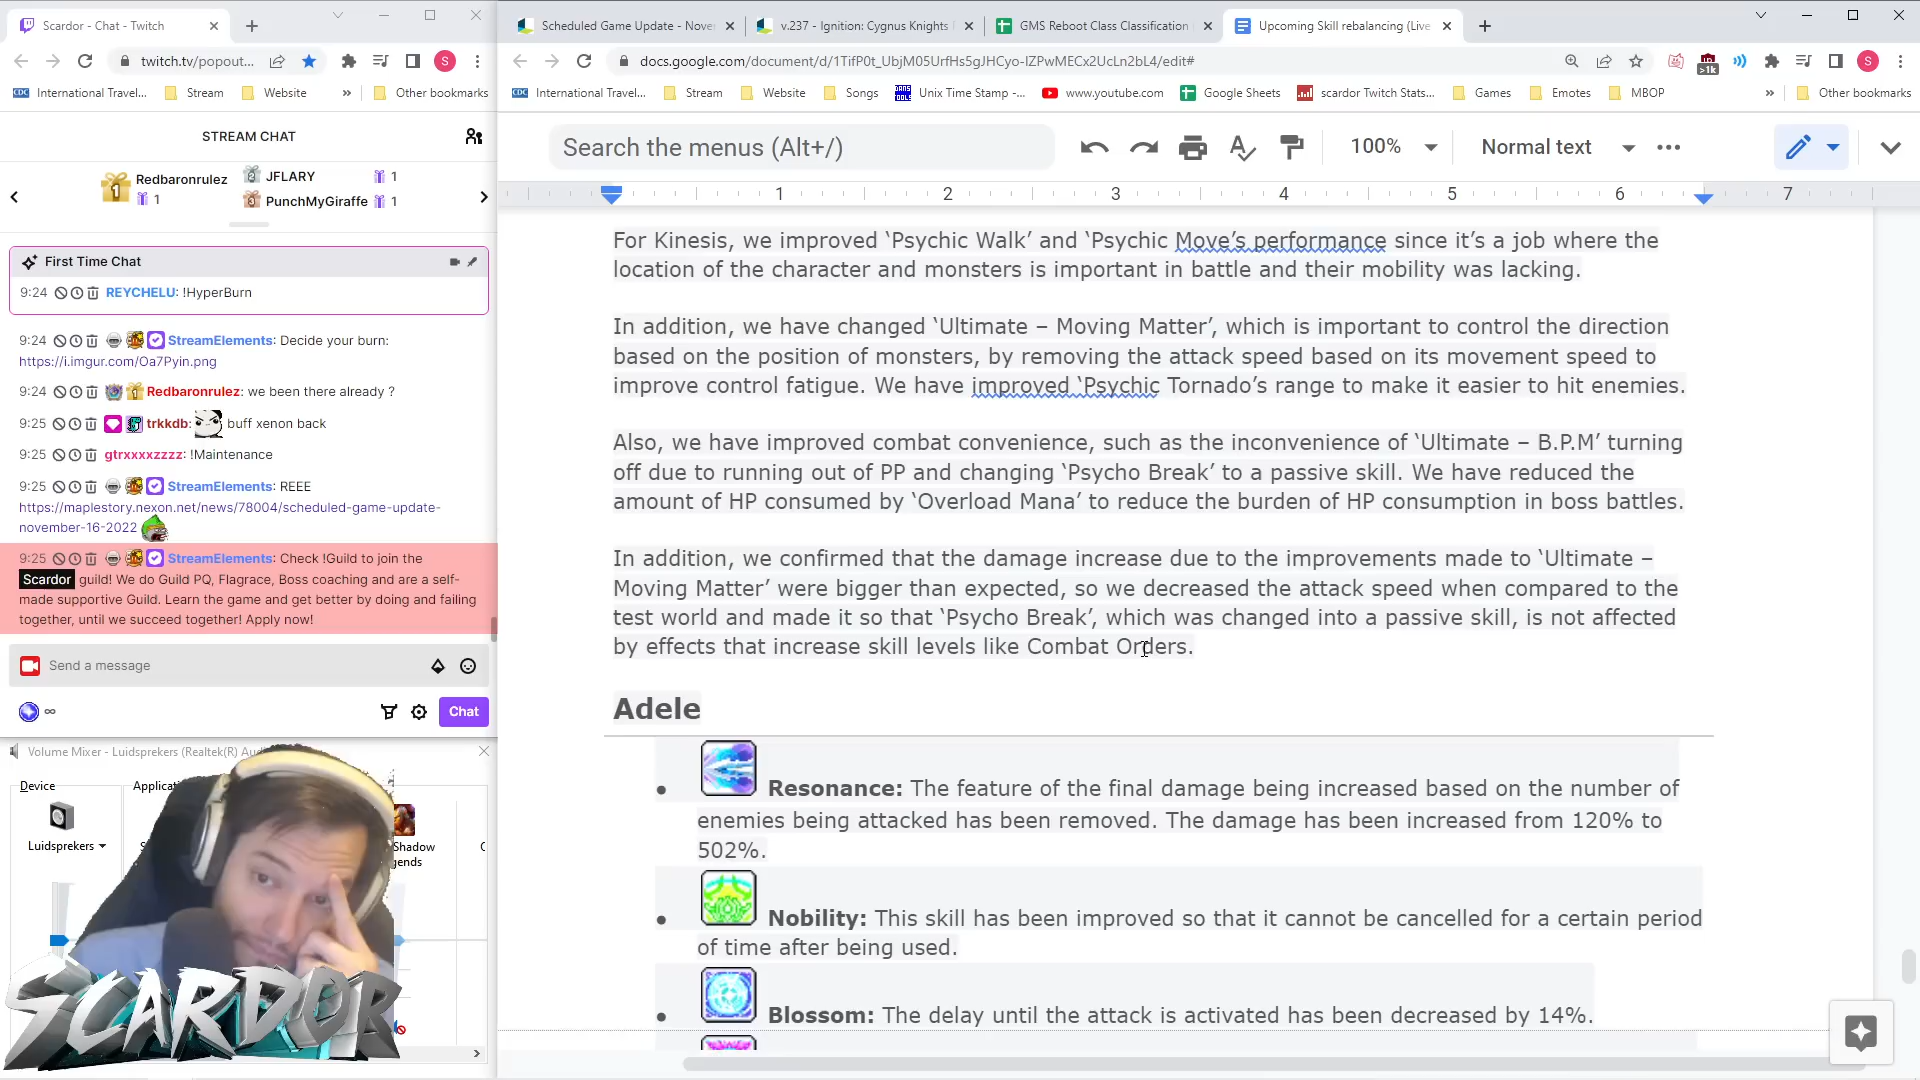 Scardor - Chat - Twitch
twitch.tv/popout...
S
International Travel...
Stream
Website
»
Other bookmarks
STREAM CHAT
Redbaronrulez
1
JFLARY
1
PunchMyGiraffe
1
First Time Chat
9:24 REYCHELU: !HyperBurn
9:24 StreamElements: Decide your burn:
https://i.imgur.com/Oa7Pyin.png
9:24 Redbaronrulez: we been there already ?
9:25 trkkdb: buff xenon back
9:25 gtrxxxxzzzz: !Maintenance
9:25 StreamElements: REEE
https://maplestory.nexon.net/news/78004/scheduled-game-update-
november-16-2022
9:25 StreamElements: Check !Guild to join the
Scardor guild! We do Guild PQ, Flagrace, Boss coaching and are a self-
made supportive Guild. Learn the game and get better by doing and failing
together, until we succeed together! Apply now!
Send a message
∞
Chat
Volume Mixer - Luidsprekers (Realtek(R) Au
Device
Applicat
Luidsprekers
Shadow
gends
SCARDOR
Scheduled Game Update - Nove
v.237 - Ignition: Cygnus Knights
GMS Reboot Class Classification
Upcoming Skill rebalancing (Live
docs.google.com/document/d/1TifP0t_UbjM05UrfHs5gJHCyo-IZPwMECx2UcLn2bL4/edit#
>1k
S
International Travel...
Stream
Website
Songs
Unix Time Stamp -...
www.youtube.com
Google Sheets
scardor Twitch Stats...
Games
Emotes
MBOP
»
Other bookmarks
Search the menus (Alt+/)
100%
Normal text
1 2 3 4 5 6 7
For Kinesis, we improved ‘Psychic Walk’ and ‘Psychic Move’s performance since it’s a job where the
location of the character and monsters is important in battle and their mobility was lacking.
In addition, we have changed ‘Ultimate – Moving Matter’, which is important to control the direction
based on the position of monsters, by removing the attack speed based on its movement speed to
improve control fatigue. We have improved ‘Psychic Tornado’s range to make it easier to hit enemies.
Also, we have improved combat convenience, such as the inconvenience of ‘Ultimate – B.P.M’ turning
off due to running out of PP and changing ‘Psycho Break’ to a passive skill. We have reduced the
amount of HP consumed by ‘Overload Mana’ to reduce the burden of HP consumption in boss battles.
In addition, we confirmed that the damage increase due to the improvements made to ‘Ultimate –
Moving Matter’ were bigger than expected, so we decreased the attack speed when compared to the
test world and made it so that ‘Psycho Break’, which was changed into a passive skill, is not affected
by effects that increase skill levels like Combat Orders.
Adele
• Resonance: The feature of the final damage being increased based on the number of
enemies being attacked has been removed. The damage has been increased from 120% to
502%.
• Nobility: This skill has been improved so that it cannot be cancelled for a certain period
of time after being used.
• Blossom: The delay until the attack is activated has been decreased by 14%.